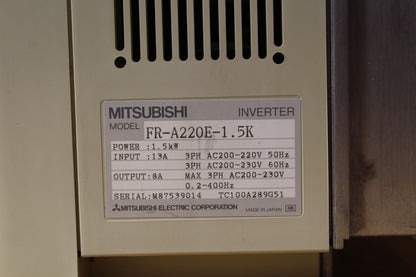 MITSUBISHI INVERTER
MODEL FR-A220E-1.5K
POWER :1.5kW
INPUT :13A 3PH AC200-220V 50Hz
3PH AC200-230V 60Hz
OUTPUT:8A MAX 3PH AC200-230V
0.2-400Hz
SERIAL:M87539014 TC100A289G51
MITSUBISHI ELECTRIC CORPORATION MADE IN JAPAN